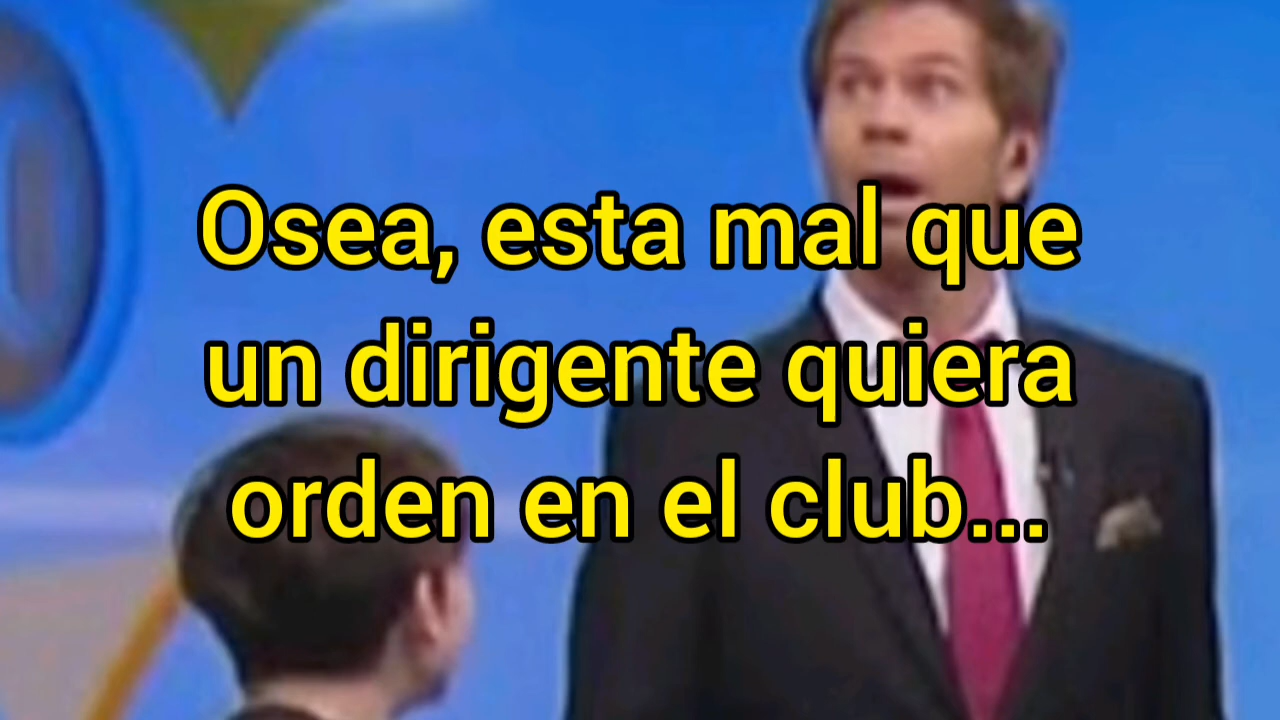 Osea, esta mal que
un dirigente quiera
orden en el club...